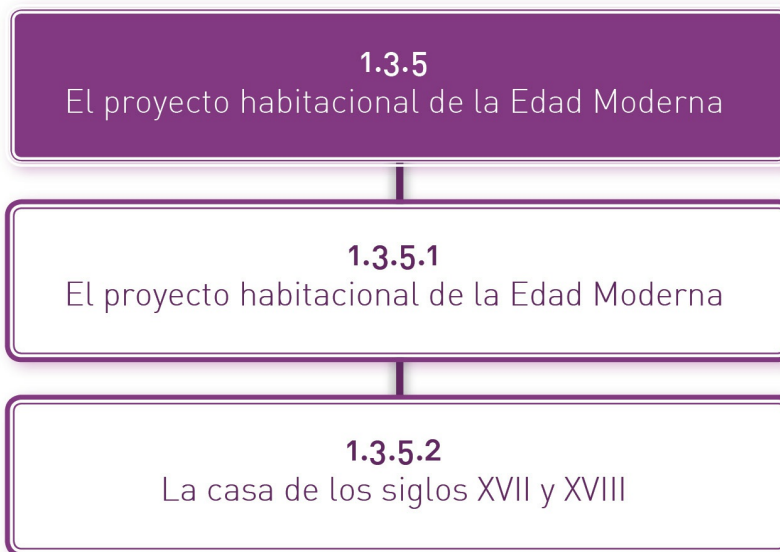 1.3.5
El proyecto habitacional de la Edad Moderna
1.3.5.1
El proyecto habitacional de la Edad Moderna
1.3.5.2
La casa de los siglos XVII y XVIII